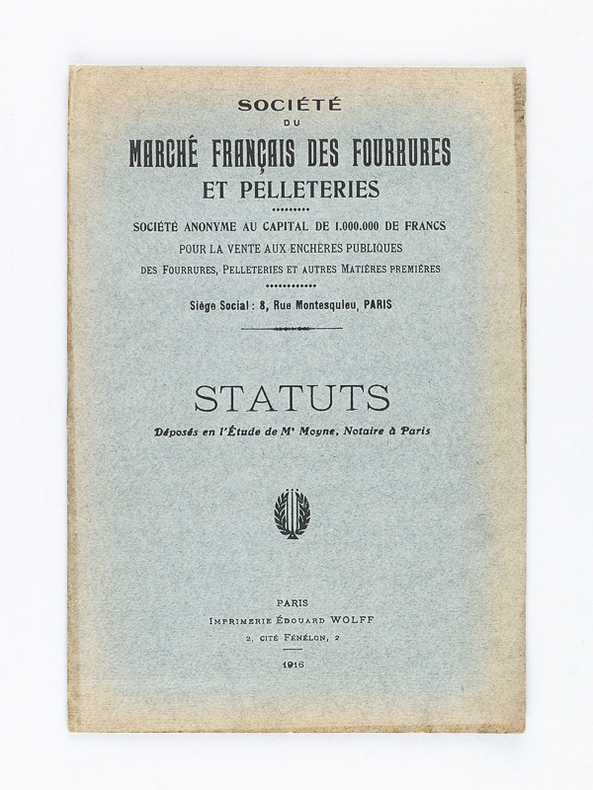 SOCIÉTÉ
DU
MARCHÉ FRANÇAIS DES FOURRURES
ET PELLETERIES
SOCIÉTÉ ANONYME AU CAPITAL DE 1.000.000 DE FRANCS
POUR LA VENTE AUX ENCHÈRES PUBLIQUES
DES FOURRURES, PELLETERIES ET AUTRES MATIÈRES PREMIÈRES
Siège Social : 8, Rue Montesquieu, PARIS
STATUTS
Déposés en l'Étude de Mᵉ Moyne, Notaire à Paris
PARIS
IMPRIMERIE ÉDOUARD WOLFF
2, CITÉ FÉNÉLON, 2
1916